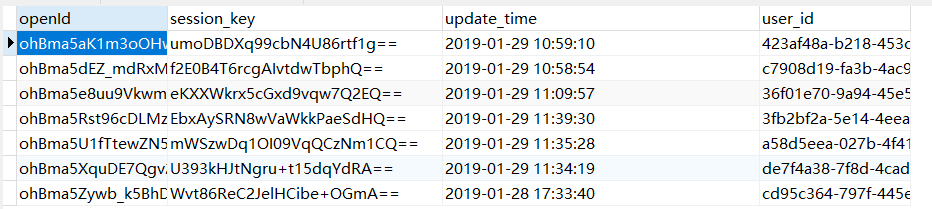 openId session_key update_time user_id
ohBma5aK1m3oOHw umoDBDXq99cbN4U86rtf1g== 2019-01-29 10:59:10 423af48a-b218-453c
ohBma5dEZ_mdRxM f2E0B4T6rcgAIvtdwTbphQ== 2019-01-29 10:58:54 c7908d19-fa3b-4ac9
ohBma5e8uu9Vkwm eKXXWkrx5cGxd9vqw7Q2EQ== 2019-01-29 11:09:57 36f01e70-9a94-45e5
ohBma5Rst96cDLMz EbxAySRN8wVaWkkPaeSdHQ== 2019-01-29 11:39:30 3fb2bf2a-5e14-4eea
ohBma5U1fTtewZN5 mWSzwDq1OI09VqQCzNm1CQ== 2019-01-29 11:35:28 a58d5eea-027b-4f41
ohBma5XquDE7Qgv U393kHJtNgru+t15dqYdRA== 2019-01-29 11:34:19 de7f4a38-7f8d-4cad
ohBma5Zywb_k5BhD Wvt86ReC2JelHCibe+OGmA== 2019-01-28 17:33:40 cd95c364-797f-445e